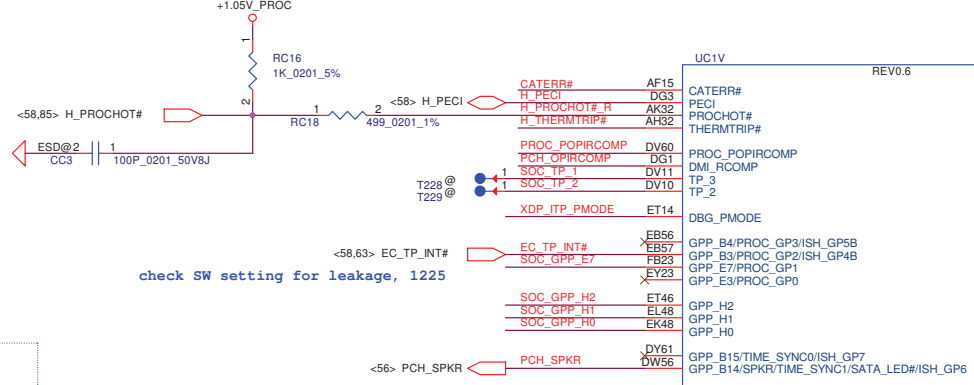 +1.05V_PROC
UC1V
REV0.6
1
RC16
1K_0201_5%
2
<58,85> H_PROCHOT#
1
2
RC18
499_0201_1%
<58> H_PECI
ESD@ 2
1
CC3
100P_0201_50V8J
CATERR#
AF15
CATERR#
H_PECI
DG3
PECI
H_PROCHOT#_R
AK32
PROCHOT#
H_THERMTRIP#
AH32
THERMTRIP#
PROC_POPIRCOMP
DV60
PROC_POPIRCOMP
PCH_OPIRCOMP
DG1
DMI_RCOMP
T228 @
1
SOC_TP_1
DV11
TP_3
T229 @
1
SOC_TP_2
DV10
TP_2
XDP_ITP_PMODE
ET14
DBG_PMODE
EB56
GPP_B4/PROC_GP3/ISH_GP5B
<58,63> EC_TP_INT#
EC_TP_INT#
EB57
GPP_B3/PROC_GP2/ISH_GP4B
SOC_GPP_E7
FB23
GPP_E7/PROC_GP1
EY23
GPP_E3/PROC_GP0
check SW setting for leakage, 1225
SOC_GPP_H2
ET46
GPP_H2
SOC_GPP_H1
EL48
GPP_H1
SOC_GPP_H0
EK48
GPP_H0
DY61
GPP_B15/TIME_SYNC0/ISH_GP7
<56> PCH_SPKR
PCH_SPKR
DW56
GPP_B14/SPKR/TIME_SYNC1/SATA_LED#/ISH_GP6